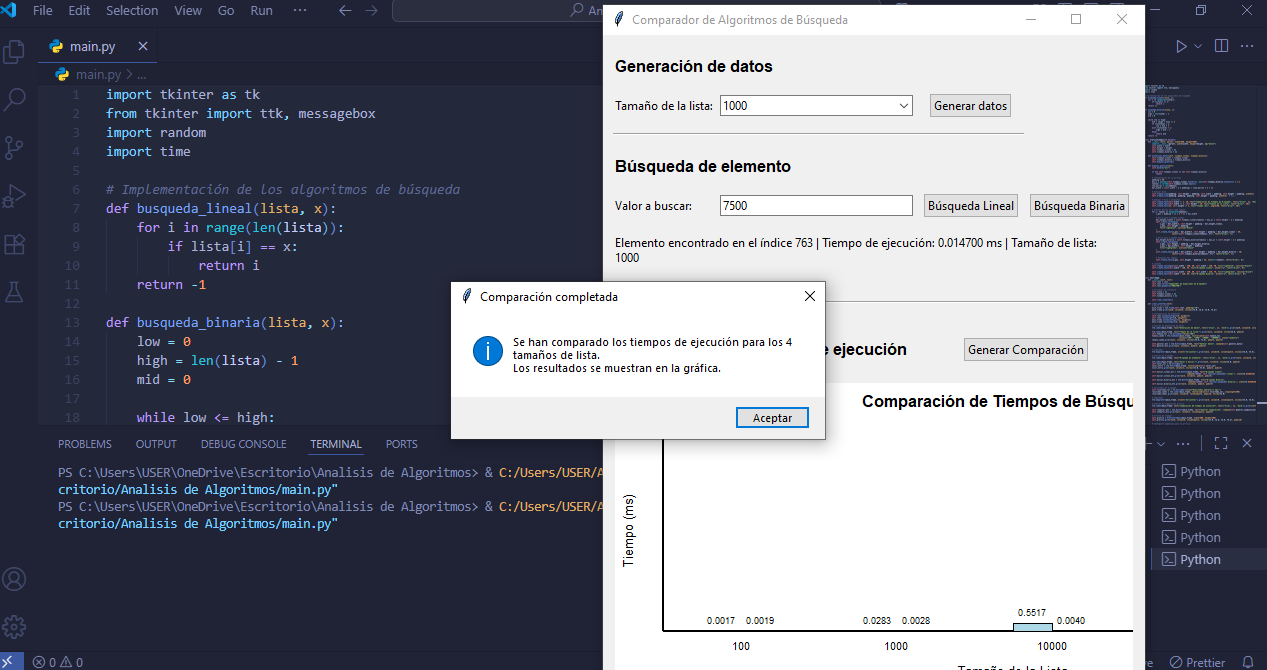 File Edit Selection View Go Run ···
main.py
main.py > ...
1 import tkinter as tk
2 from tkinter import ttk, messagebox
3 import random
4 import time
5
6 # Implementación de los algoritmos de búsqueda
7 def busqueda_lineal(lista, x):
8 for i in range(len(lista)):
9 if lista[i] == x:
10 return i
11 return -1
12
13 def busqueda_binaria(lista, x):
14 low = 0
15 high = len(lista) - 1
16 mid = 0
17
18 while low <= high:
PROBLEMS OUTPUT DEBUG CONSOLE TERMINAL PORTS
PS C:\Users\USER\OneDrive\Escritorio\Analisis de Algoritmos> & C:/Users/USER/A
critorio/Analisis de Algoritmos/main.py"
PS C:\Users\USER\OneDrive\Escritorio\Analisis de Algoritmos> & C:/Users/USER/A
critorio/Analisis de Algoritmos/main.py"
Python
Python
Python
Python
Python
0 0
Prettier
Comparador de Algoritmos de Búsqueda
Generación de datos
Tamaño de la lista: 1000 Generar datos
Búsqueda de elemento
Valor a buscar: 7500 Búsqueda Lineal Búsqueda Binaria
Elemento encontrado en el índice 763 | Tiempo de ejecución: 0.014700 ms | Tamaño de lista:
1000
e ejecución Generar Comparación
Comparación de Tiempos de Búsqu
Tiempo (ms)
0.0017 0.0019 0.0283 0.0028 0.5517 0.0040
100 1000 10000
Tamaño de la Lista
Comparación completada
Se han comparado los tiempos de ejecución para los 4
tamaños de lista.
Los resultados se muestran en la gráfica.
Aceptar